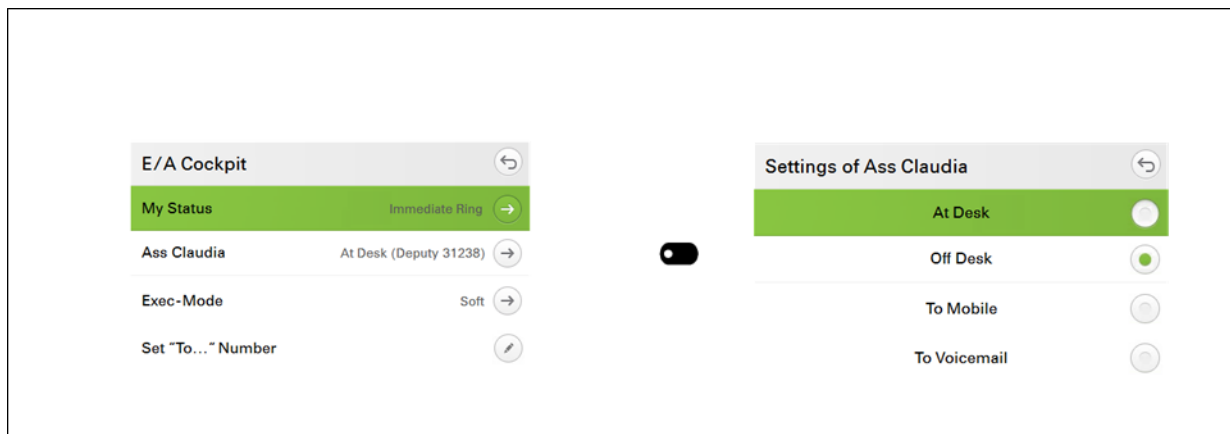 E/A Cockpit
My Status Immediate Ring
Ass Claudia At Desk (Deputy 31238)
Exec-Mode Soft
Set "To..." Number
Settings of Ass Claudia
At Desk
Off Desk
To Mobile
To Voicemail